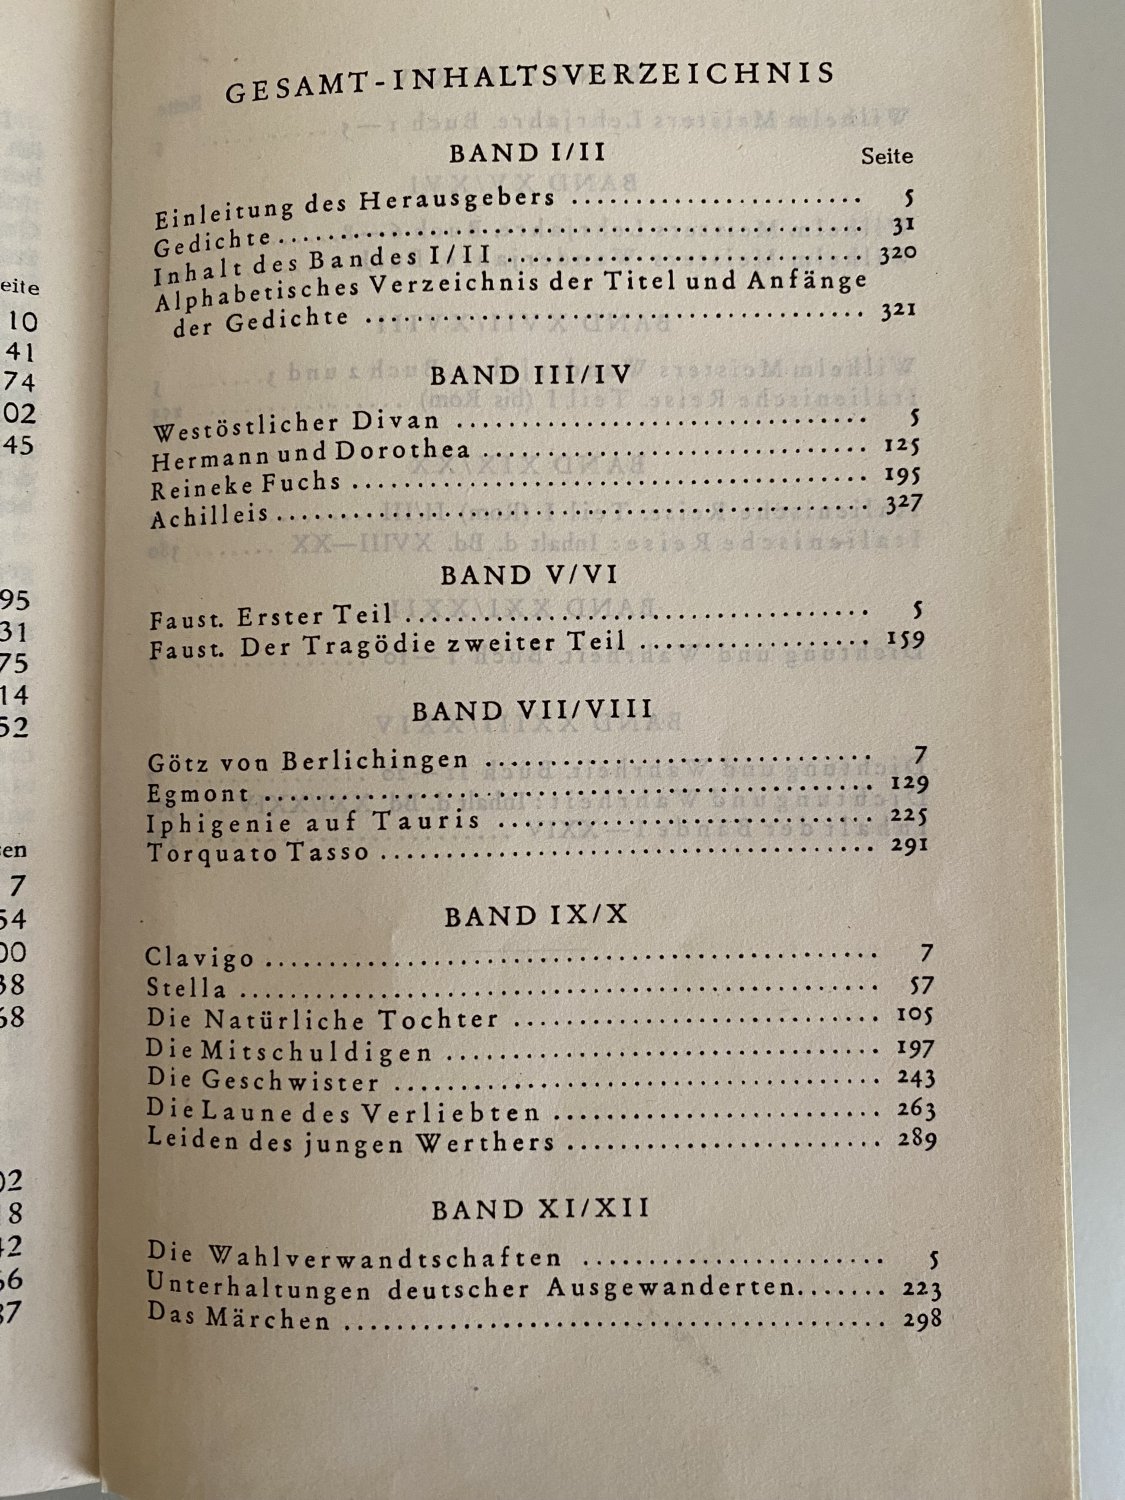 GESAMT-INHALTSVERZEICHNIS
BAND I/II
Seite
Einleitung des Herausgebers ........................ 5
Gedichte ........................ 31
Inhalt des Bandes I/II ........................ 320
Alphabetisches Verzeichnis der Titel und Anfänge
der Gedichte ........................ 321
BAND III/IV
Westöstlicher Divan ........................ 5
Hermann und Dorothea ........................ 125
Reineke Fuchs ........................ 195
Achilleis ........................ 327
BAND V/VI
Faust. Erster Teil ........................ 5
Faust. Der Tragödie zweiter Teil ........................ 159
BAND VII/VIII
Götz von Berlichingen ........................ 7
Egmont ........................ 129
Iphigenie auf Tauris ........................ 225
Torquato Tasso ........................ 291
BAND IX/X
Clavigo ........................ 7
Stella ........................ 57
Die Natürliche Tochter ........................ 105
Die Mitschuldigen ........................ 197
Die Geschwister ........................ 243
Die Laune des Verliebten ........................ 263
Leiden des jungen Werthers ........................ 289
BAND XI/XII
Die Wahlverwandtschaften ........................ 5
Unterhaltungen deutscher Ausgewanderten....... 223
Das Märchen ........................ 298